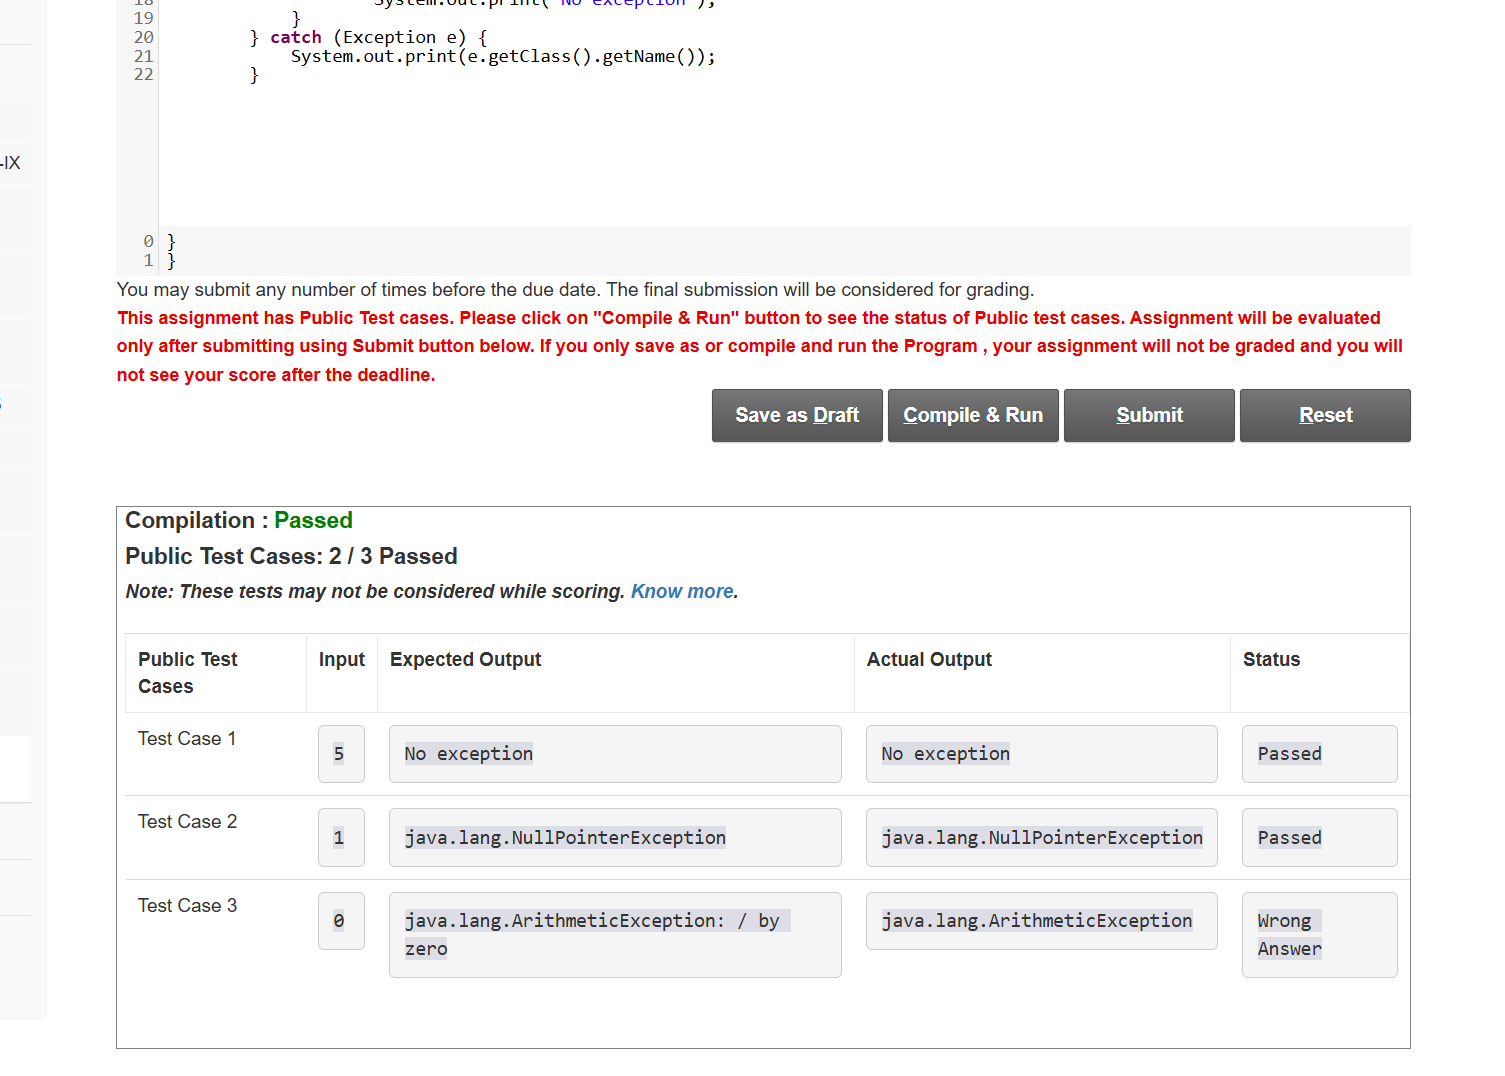 System.out.print("No exception");
19 }
20 } catch (Exception e) {
21 System.out.print(e.getClass().getName());
22 }
-IX
0 }
1 }
You may submit any number of times before the due date. The final submission will be considered for grading.
This assignment has Public Test cases. Please click on "Compile & Run" button to see the status of Public test cases. Assignment will be evaluated
only after submitting using Submit button below. If you only save as or compile and run the Program , your assignment will not be graded and you will
not see your score after the deadline.
Save as Draft Compile & Run Submit Reset
Compilation : Passed
Public Test Cases: 2 / 3 Passed
Note: These tests may not be considered while scoring. Know more.
Public Test Cases Input Expected Output Actual Output Status
Test Case 1 5 No exception No exception Passed
Test Case 2 1 java.lang.NullPointerException java.lang.NullPointerException Passed
Test Case 3 0 java.lang.ArithmeticException: / by zero java.lang.ArithmeticException Wrong Answer